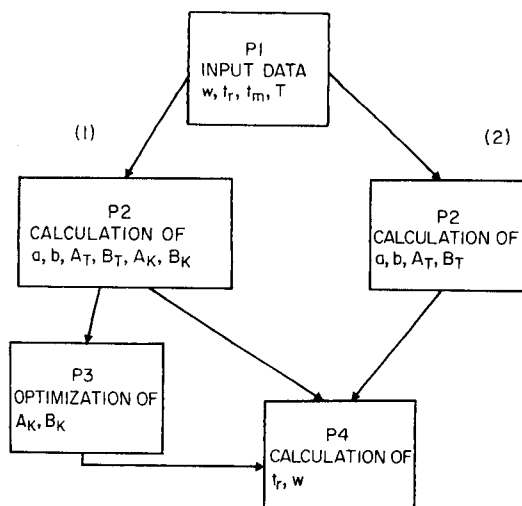 P1
INPUT DATA
w, tr, tm, T
(1)
(2)
P2
CALCULATION OF
a, b, AT, BT, AK, BK
P2
CALCULATION OF
a, b, AT, BT
P3
OPTIMIZATION OF
AK, BK
P4
CALCULATION OF
tr, w